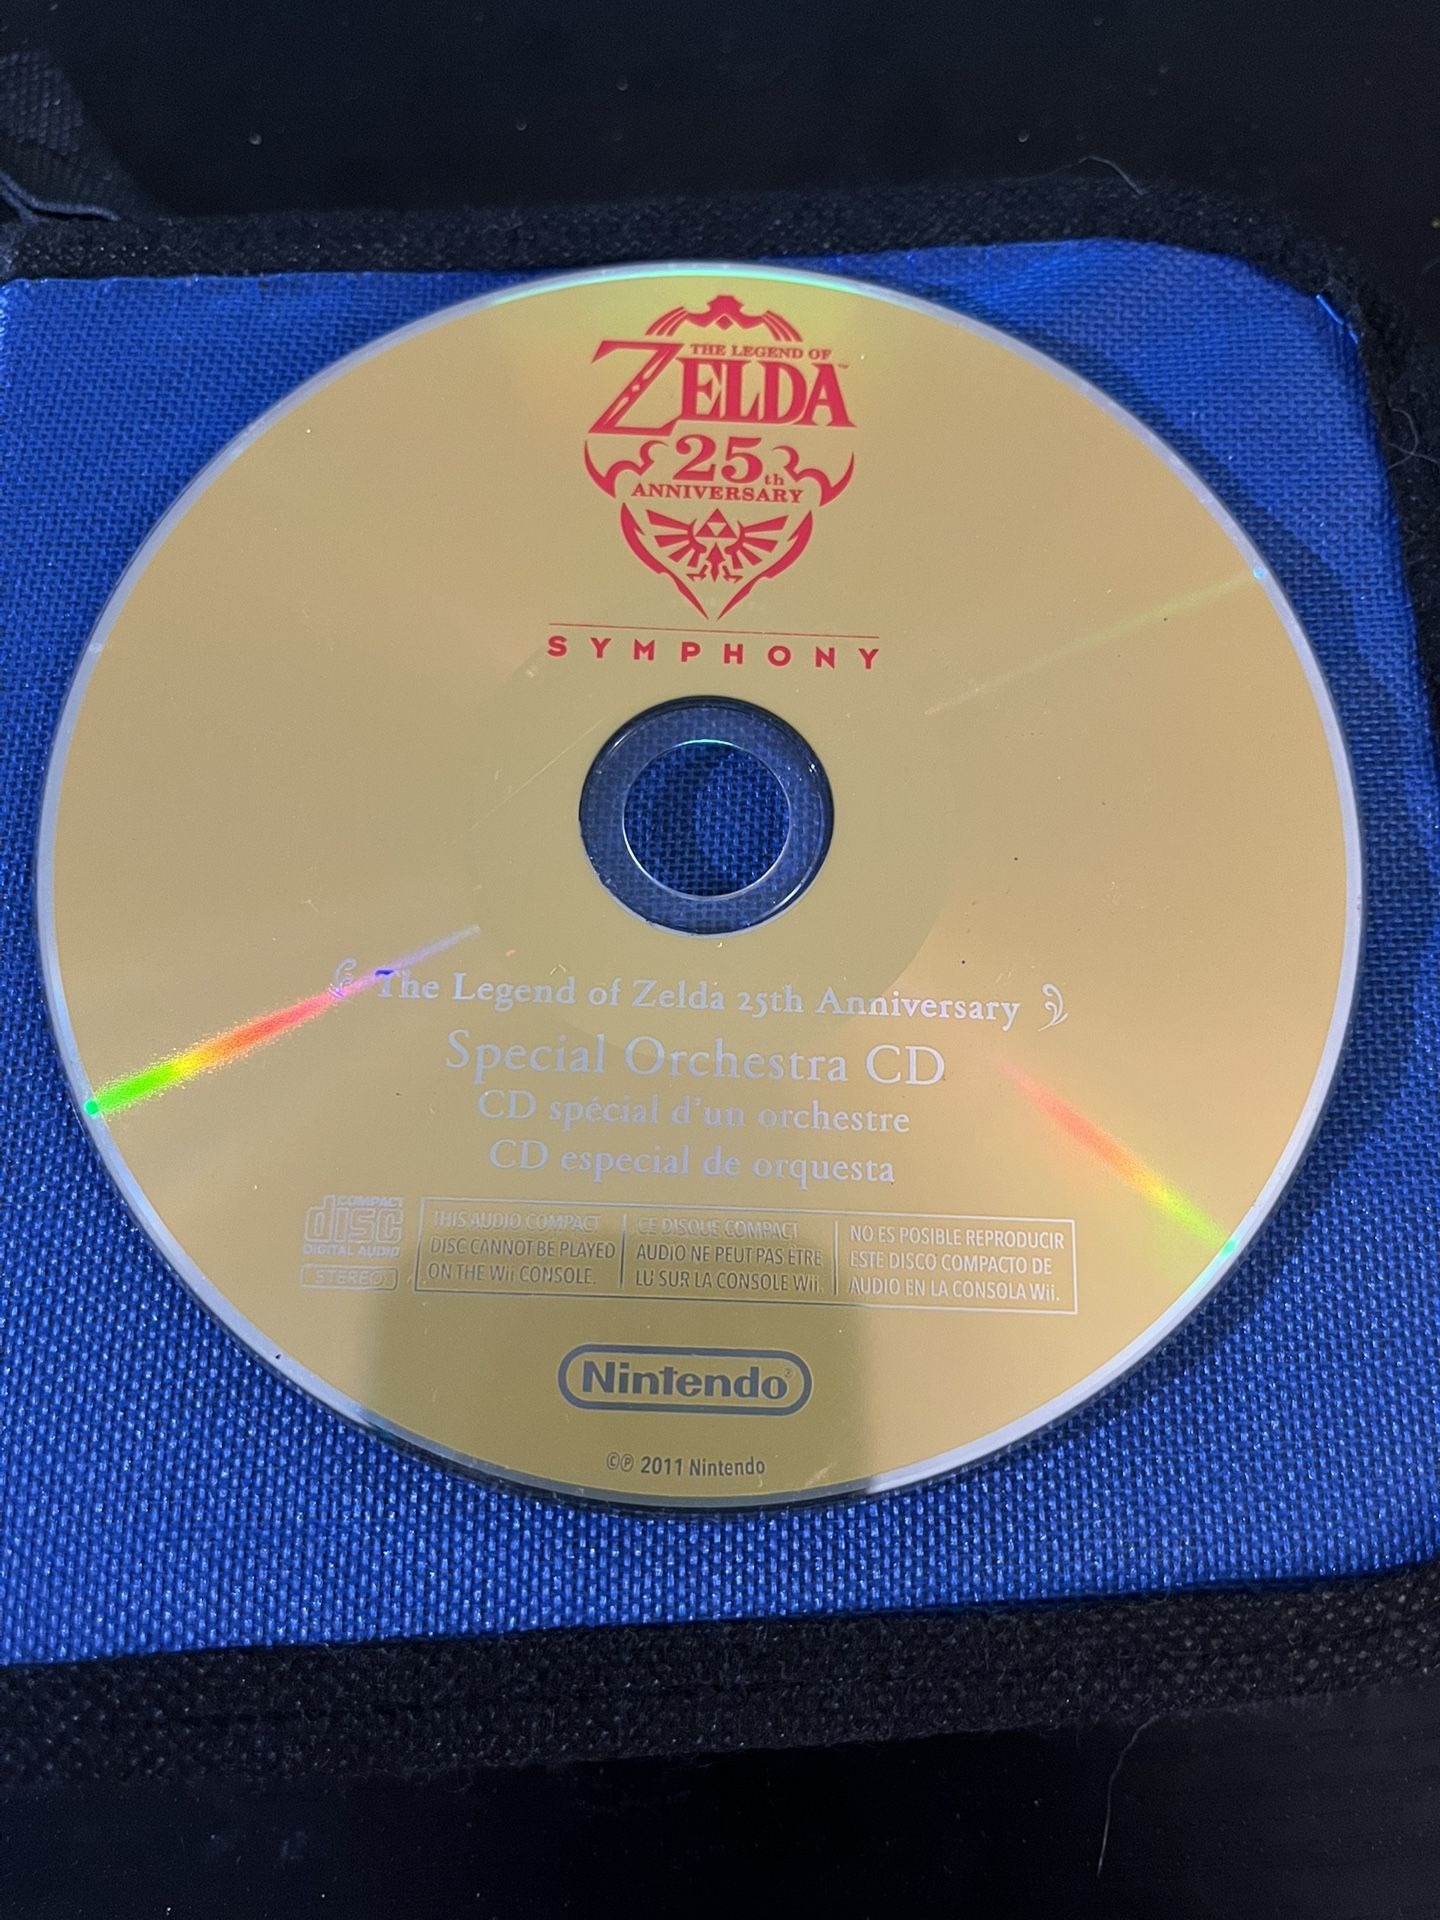 THE LEGEND OF
ZELDA™
25th
ANNIVERSARY
SYMPHONY
The Legend of Zelda 25th Anniversary
Special Orchestra CD
CD spécial d'un orchestre
CD especial de orquesta
COMPACT
disc
DIGITAL AUDIO
STEREO
THIS AUDIO COMPACT
DISC CANNOT BE PLAYED
ON THE Wii CONSOLE.
CE DISQUE COMPACT
AUDIO NE PEUT PAS ÊTRE
LU SUR LA CONSOLE Wii.
NO ES POSIBLE REPRODUCIR
ESTE DISCO COMPACTO DE
AUDIO EN LA CONSOLA Wii.
Nintendo®
©℗ 2011 Nintendo